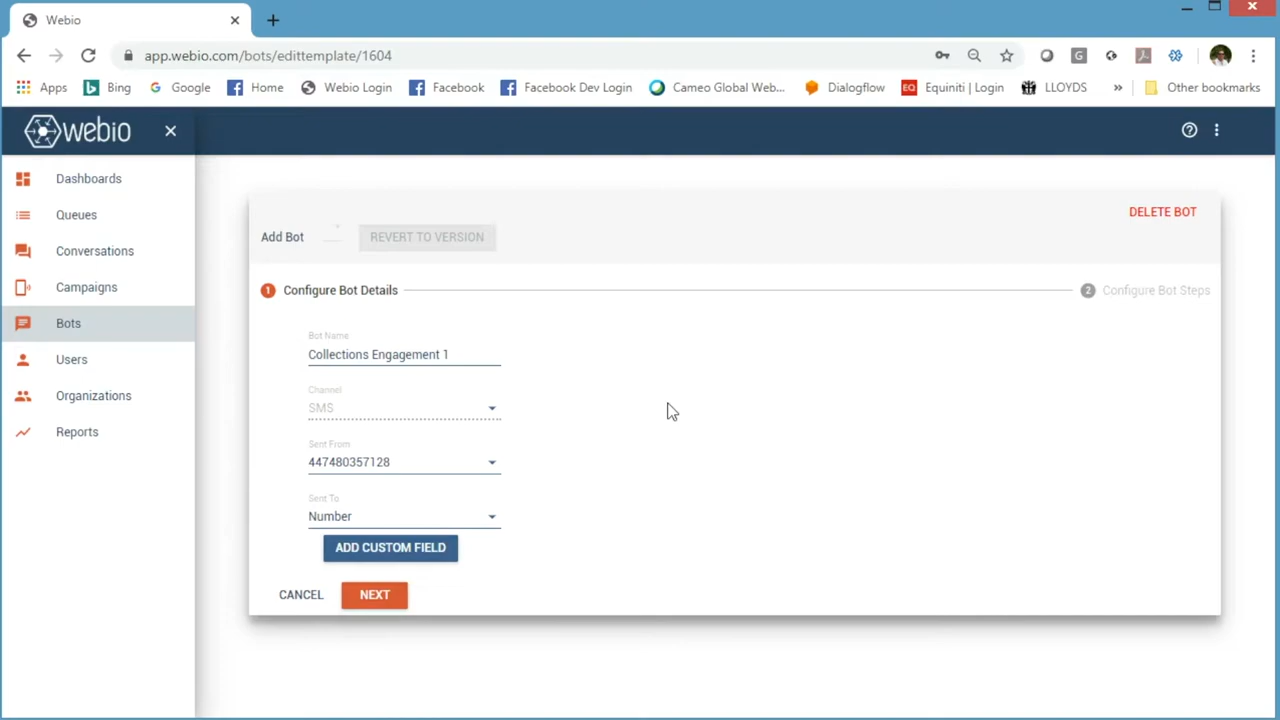 Webio
app.webio.com/bots/edittemplate/1604
Apps Bing Google Home Webio Login Facebook Facebook Dev Login Cameo Global Web... Dialogflow EQ Equiniti | Login LLOYDS » Other bookmarks
webio
Dashboards
Queues
Conversations
Campaigns
Bots
Users
Organizations
Reports
DELETE BOT
Add Bot REVERT TO VERSION
1 Configure Bot Details 2 Configure Bot Steps
Bot Name
Collections Engagement 1
Channel
SMS
Sent From
447480357128
Sent To
Number
ADD CUSTOM FIELD
CANCEL NEXT